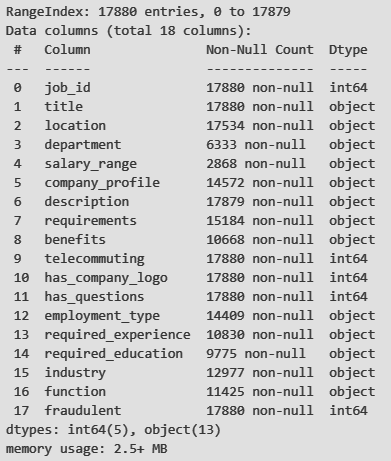 RangeIndex: 17880 entries, 0 to 17879
Data columns (total 18 columns):
 #   Column               Non-Null Count  Dtype
---  ------               --------------  -----
 0   job_id               17880 non-null  int64
 1   title                17880 non-null  object
 2   location             17534 non-null  object
 3   department           6333 non-null   object
 4   salary_range         2868 non-null   object
 5   company_profile      14572 non-null  object
 6   description          17879 non-null  object
 7   requirements         15184 non-null  object
 8   benefits             10668 non-null  object
 9   telecommuting        17880 non-null  int64
 10  has_company_logo     17880 non-null  int64
 11  has_questions        17880 non-null  int64
 12  employment_type      14409 non-null  object
 13  required_experience  10830 non-null  object
 14  required_education   9775 non-null   object
 15  industry             12977 non-null  object
 16  function             11425 non-null  object
 17  fraudulent           17880 non-null  int64
dtypes: int64(5), object(13)
memory usage: 2.5+ MB